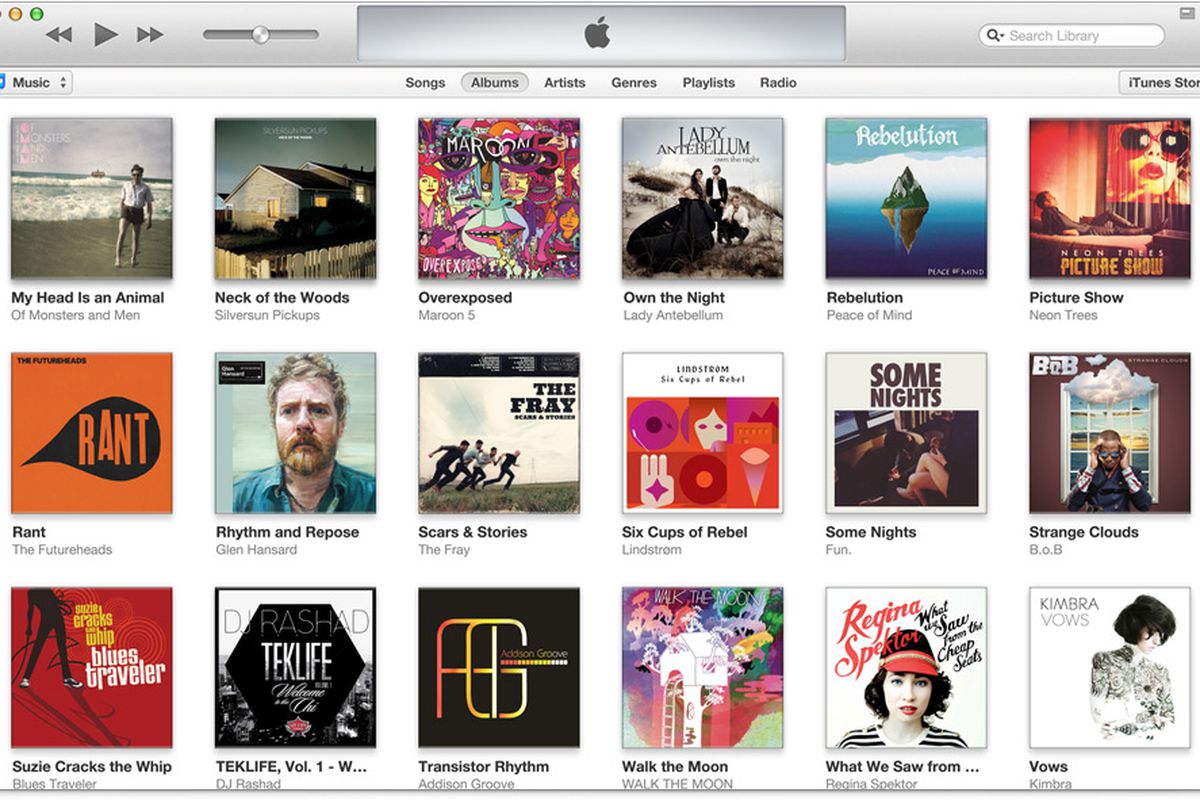 Search Library
Music
Songs Albums Artists Genres Playlists Radio
iTunes Stor
OF
MONSTERS
AND
MEN
SILVERSUN PICKUPS
NECK OF THE WOODS
MAROON 5
OVEREXPOSED
LADY
ANTEBELLUM
own the night
Rebelution
PEACE OF MIND
NEON TREES
PICTURE SHOW
My Head Is an Animal
Of Monsters and Men
Neck of the Woods
Silversun Pickups
Overexposed
Maroon 5
Own the Night
Lady Antebellum
Rebelution
Peace of Mind
Picture Show
Neon Trees
THE FUTUREHEADS
RANT
Glen
Hansard
THE
FRAY
SCARS & STORIES
LINDSTRØM
Six Cups of Rebel
SOME
NIGHTS
B.o.B
STRANGE CLOUDS
Rant
The Futureheads
Rhythm and Repose
Glen Hansard
Scars & Stories
The Fray
Six Cups of Rebel
Lindstrøm
Some Nights
Fun.
Strange Clouds
B.o.B
suzie
cracks
the
whip
blues
traveler
DJ RASHAD
TEKLIFE
VOLUME 1
Welcome
to the
Chi
AG
Addison Groove
WALK THE MOON
Regina
Spektor
What
we Saw
from the
Cheap
Seats
KIMBRA
VOWS
Suzie Cracks the Whip
Blues Traveler
TEKLIFE, Vol. 1 - W...
DJ Rashad
Transistor Rhythm
Addison Groove
Walk the Moon
WALK THE MOON
What We Saw from ...
Regina Spektor
Vows
Kimbra